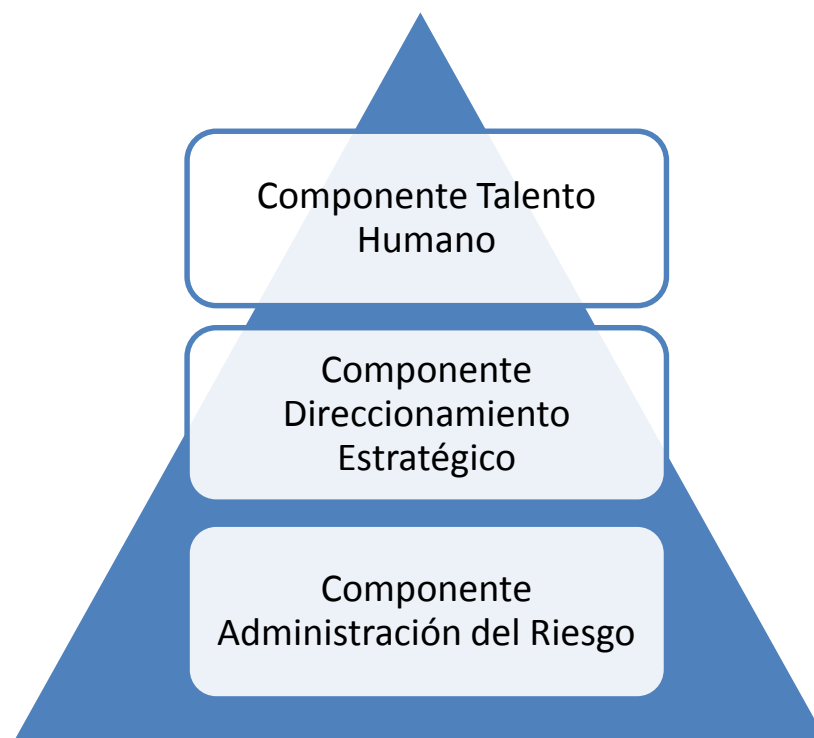 Componente Talento
Humano
Componente
Direccionamiento
Estratégico
Componente
Administración del Riesgo